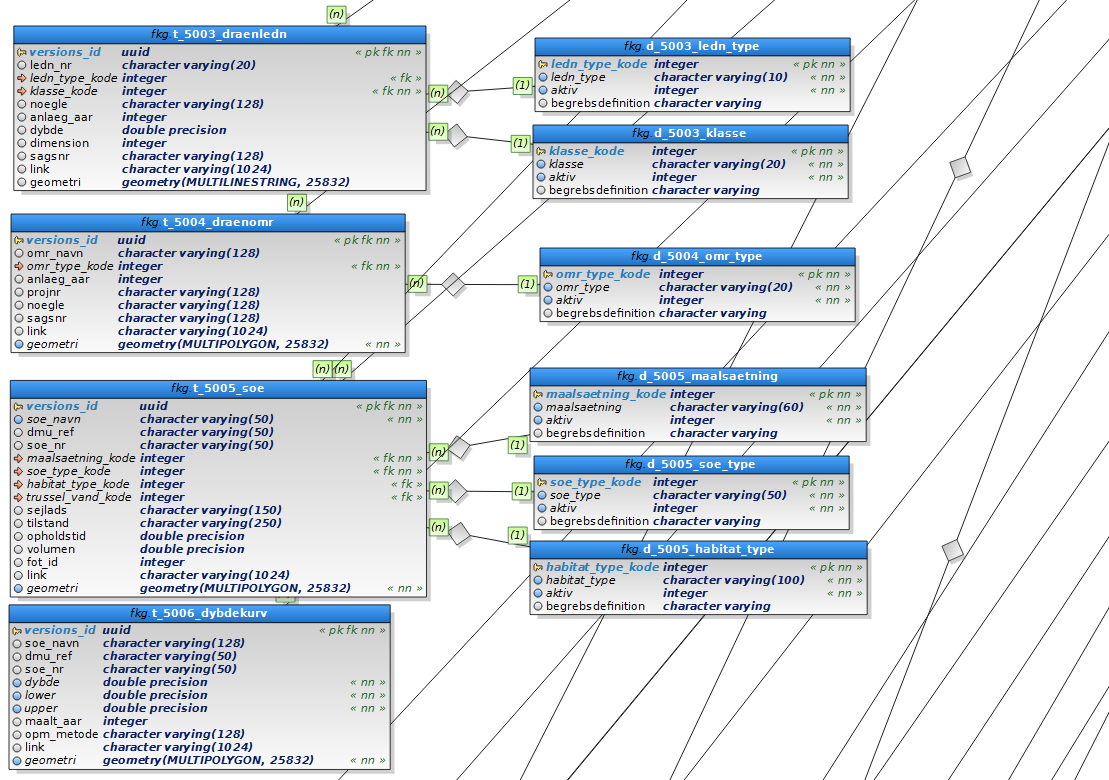 (n)
fkg.t_5003_draenledn
versions_id uuid « pk fk nn »
ledn_nr character varying(20)
ledn_type_kode integer « fk »
klasse_kode integer « fk nn »
noegle character varying(128)
anlaeg_aar integer
dybde double precision
dimension integer
sagsnr character varying(128)
link character varying(1024)
geometri geometry(MULTILINESTRING, 25832)
(n)
(1)
(n)
(1)
fkg.d_5003_ledn_type
ledn_type_kode integer « pk nn »
ledn_type character varying(10) « nn »
aktiv integer « nn »
begrebsdefinition character varying
fkg.d_5003_klasse
klasse_kode integer « pk nn »
klasse character varying(20) « nn »
aktiv integer « nn »
begrebsdefinition character varying
(n)
fkg.t_5004_draenomr
versions_id uuid « pk fk nn »
omr_navn character varying(128)
omr_type_kode integer « fk nn »
anlaeg_aar integer
projnr character varying(128)
noegle character varying(128)
sagsnr character varying(128)
link character varying(1024)
geometri geometry(MULTIPOLYGON, 25832) « nn »
(n)
(1)
fkg.d_5004_omr_type
omr_type_kode integer « pk nn »
omr_type character varying(20) « nn »
aktiv integer « nn »
begrebsdefinition character varying
(n) (n)
fkg.t_5005_soe
versions_id uuid « pk fk nn »
soe_navn character varying(50) « nn »
dmu_ref character varying(50)
soe_nr character varying(50)
maalsaetning_kode integer « fk nn »
soe_type_kode integer « fk nn »
habitat_type_kode integer « fk »
trussel_vand_kode integer « fk »
sejlads character varying(150)
tilstand character varying(250)
opholdstid double precision
volumen double precision
fot_id integer
link character varying(1024)
geometri geometry(MULTIPOLYGON, 25832) « nn »
(n)
(1)
(n)
(1)
(n)
(1)
fkg.d_5005_maalsaetning
maalsaetning_kode integer « pk nn »
maalsaetning character varying(60) « nn »
aktiv integer « nn »
begrebsdefinition character varying
fkg.d_5005_soe_type
soe_type_kode integer « pk nn »
soe_type character varying(50) « nn »
aktiv integer « nn »
begrebsdefinition character varying
fkg.d_5005_habitat_type
habitat_type_kode integer « pk nn »
habitat_type character varying(100) « nn »
aktiv integer « nn »
begrebsdefinition character varying
fkg.t_5006_dybdekurv
versions_id uuid « pk fk nn »
soe_navn character varying(128)
dmu_ref character varying(50)
soe_nr character varying(50)
dybde double precision « nn »
lower double precision « nn »
upper double precision « nn »
maalt_aar integer
opm_metode character varying(128)
link character varying(1024)
geometri geometry(MULTIPOLYGON, 25832) « nn »